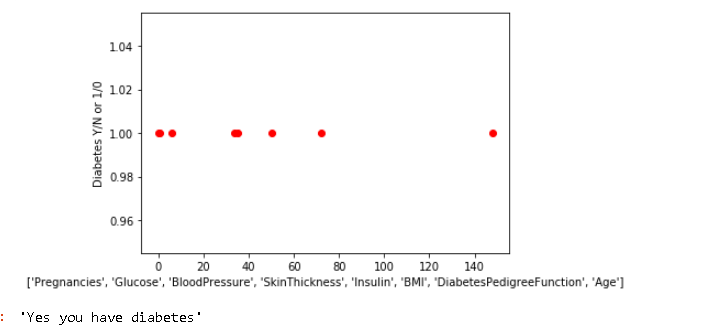 1.04
1.02
1.00
0.98
0.96
Diabetes Y/N or 1/0
0 20 40 60 80 100 120 140
['Pregnancies', 'Glucose', 'BloodPressure', 'SkinThickness', 'Insulin', 'BMI', 'DiabetesPedigreeFunction', 'Age']
: 'Yes you have diabetes'